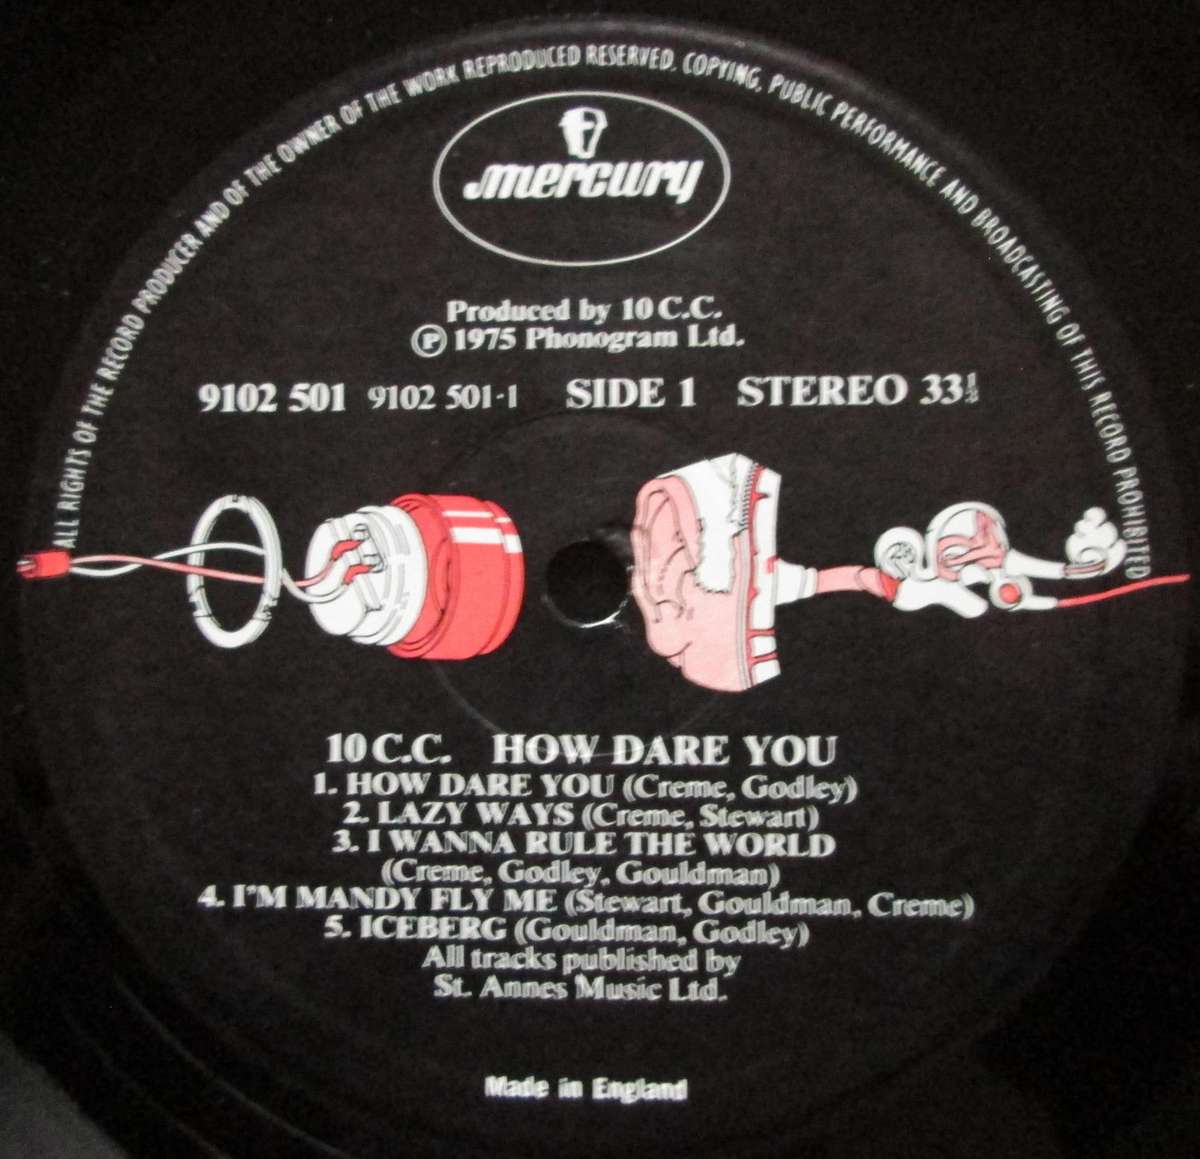 ALL RIGHTS OF THE RECORD PRODUCER AND OF THE OWNER OF THE WORK REPRODUCED RESERVED. COPYING, PUBLIC PERFORMANCE AND BROADCASTING OF THIS RECORD PROHIBITED
mercury
Produced by 10 C.C.
Ⓟ 1975 Phonogram Ltd.
9102 501 9102 501·1 SIDE 1 STEREO 33⅓
10 C.C. HOW DARE YOU
1. HOW DARE YOU (Creme, Godley)
2. LAZY WAYS (Creme, Stewart)
3. I WANNA RULE THE WORLD
(Creme, Godley, Gouldman)
4. I'M MANDY FLY ME (Stewart, Gouldman, Creme)
5. ICEBERG (Gouldman, Godley)
All tracks published by
St. Annes Music Ltd.
Made in England